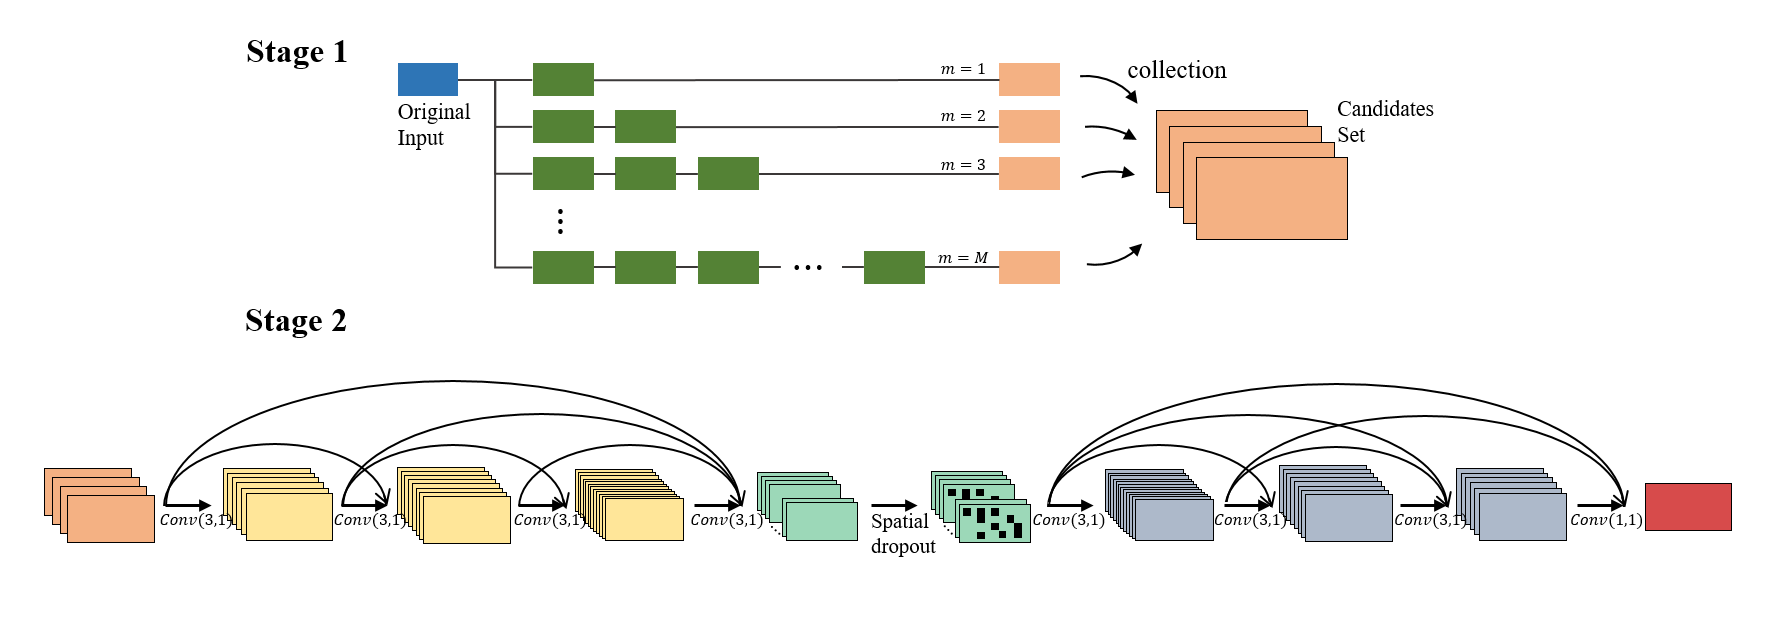 Stage 1
Original
Input
m = 1
m = 2
m = 3
⋮
⋯
m = M
collection
Candidates
Set
Stage 2
Conv(3,1)
Conv(3,1)
Conv(3,1)
Conv(3,1)
Spatial
dropout
Conv(3,1)
Conv(3,1)
Conv(3,1)
Conv(1,1)